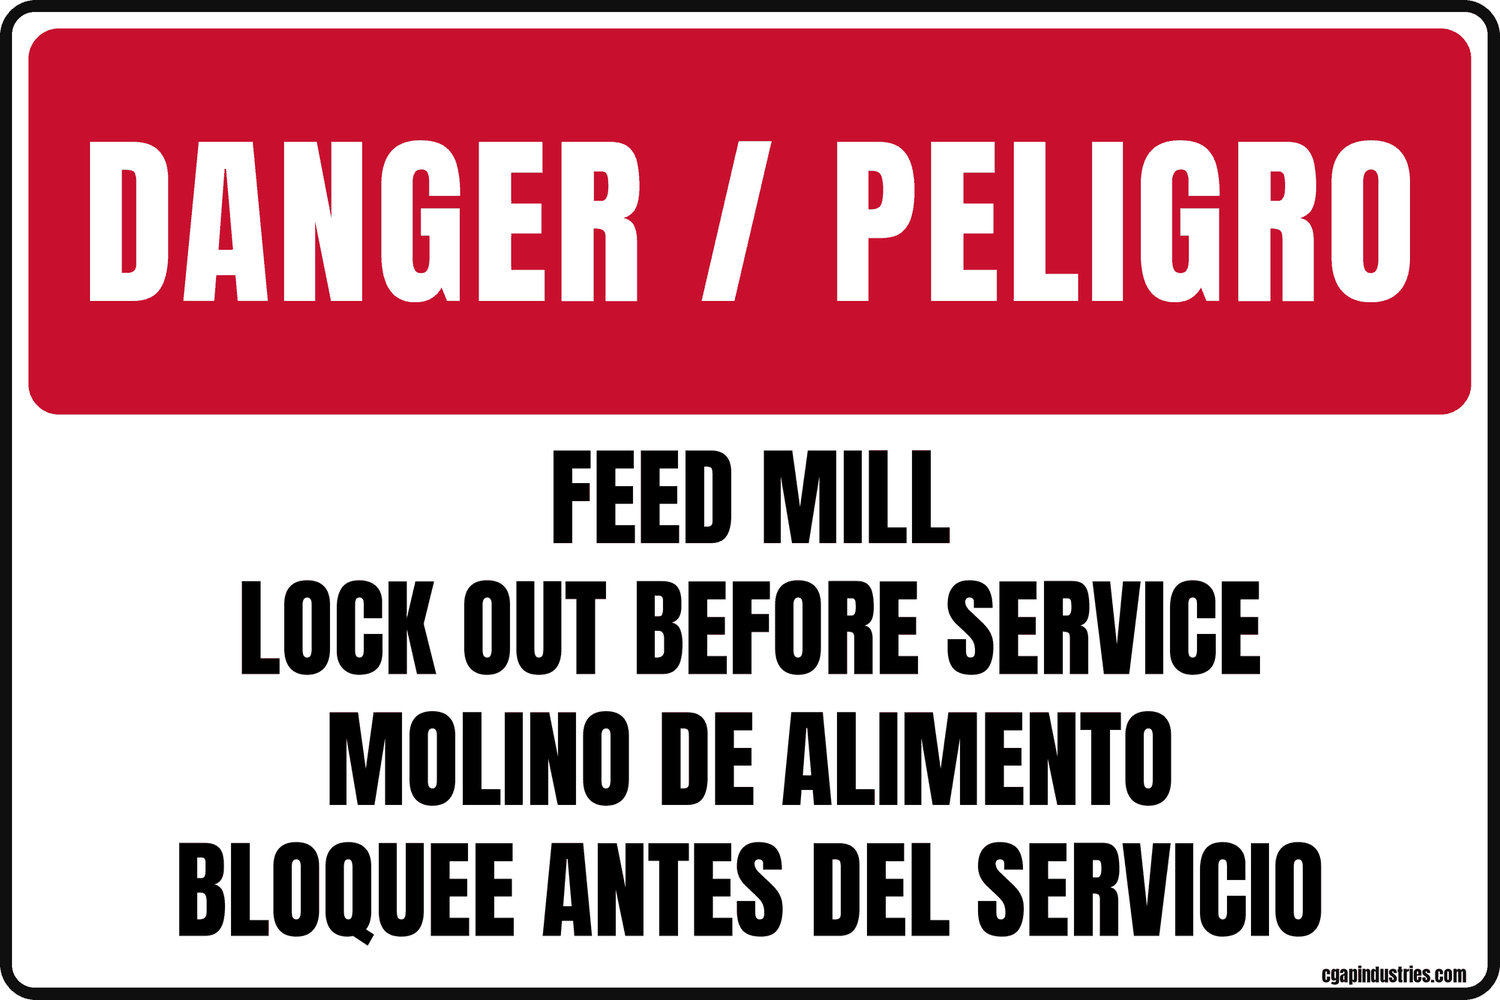 DANGER / PELIGRO
FEED MILL
LOCK OUT BEFORE SERVICE
MOLINO DE ALIMENTO
BLOQUEE ANTES DEL SERVICIO
cgapindustries.com